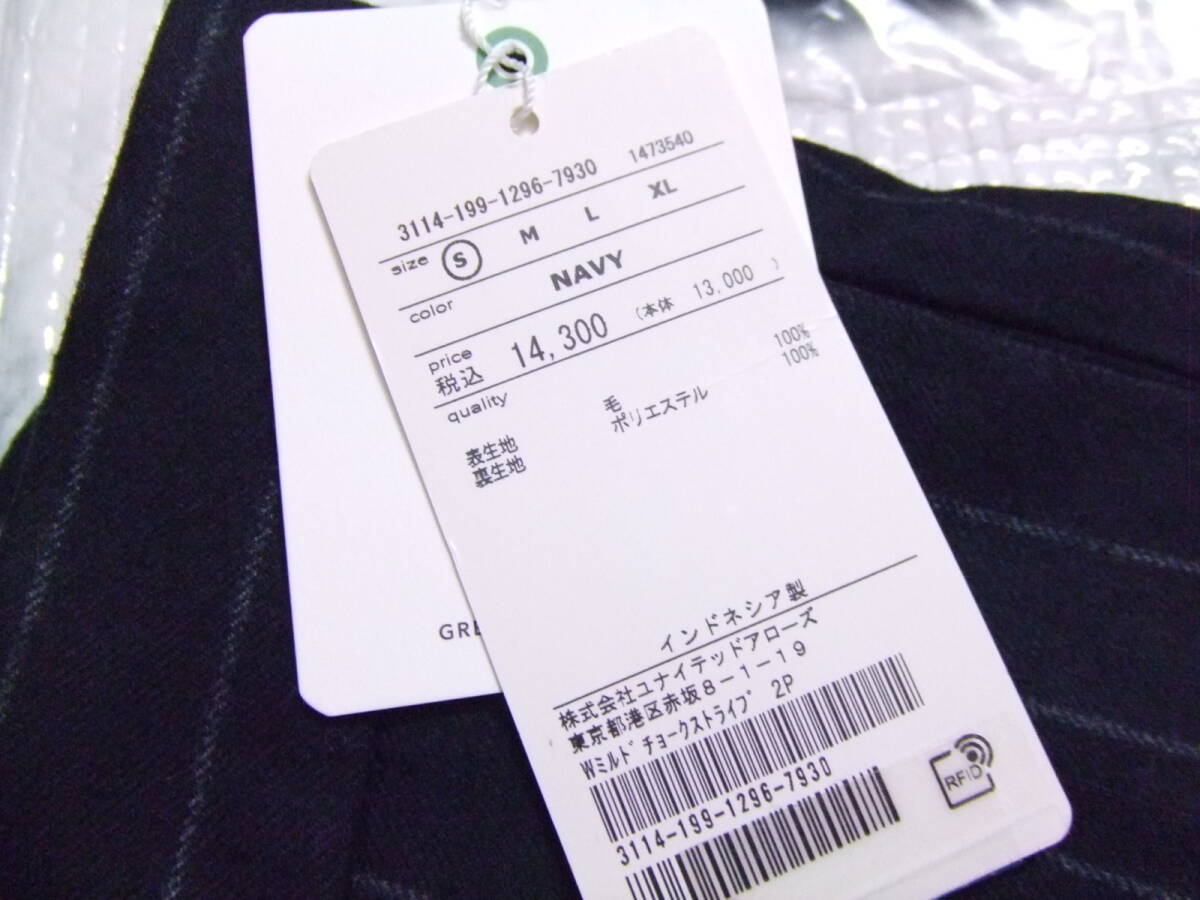 3114-199-1296-7930 1473540
size S M L XL
color NAVY
price
税込 14,300 (本体 13,000 )
quality
表生地 毛 100%
裏生地 ポリエステル 100%
インドネシア製
株式会社ユナイテッドアローズ
東京都港区赤坂8-1-19
Wミルド チョークストライプ 2P
3114-199-1296-7930
RFID
GRE